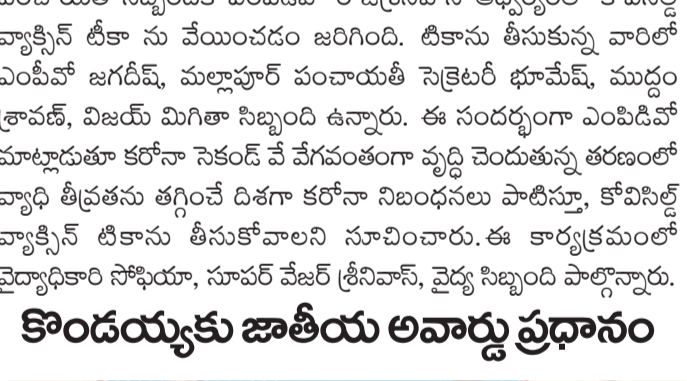 వ్యాక్సిన్ టీకా ను వేయించడం జరిగింది. టికాను తీసుకున్న వారిలో
ఎంపీవో జగదీష్, మల్లాపూర్ పంచాయతీ సెక్రెటరీ భూమేష్, ముద్దం
శ్రావణ్, విజయ్ మిగితా సిబ్బంది ఉన్నారు. ఈ సందర్భంగా ఎంపిడివో
మాట్లాడుతూ కరోనా సెకండ్ వే వేగవంతంగా వృద్ధి చెందుతున్న తరణంలో
వ్యాధి తీవ్రతను తగ్గించే దిశగా కరోనా నిబంధనలు పాటిస్తూ, కోవిసిల్డ్
వ్యాక్సిన్ టికాను తీసుకోవాలని సూచించారు. ఈ కార్యక్రమంలో
వైద్యాధికారి సోఫియా, సూపర్ వేజర్ శ్రీనివాస్, వైద్య సిబ్బంది పాల్గొన్నారు.
కొండయ్యకు జాతీయ అవార్డు ప్రధానం